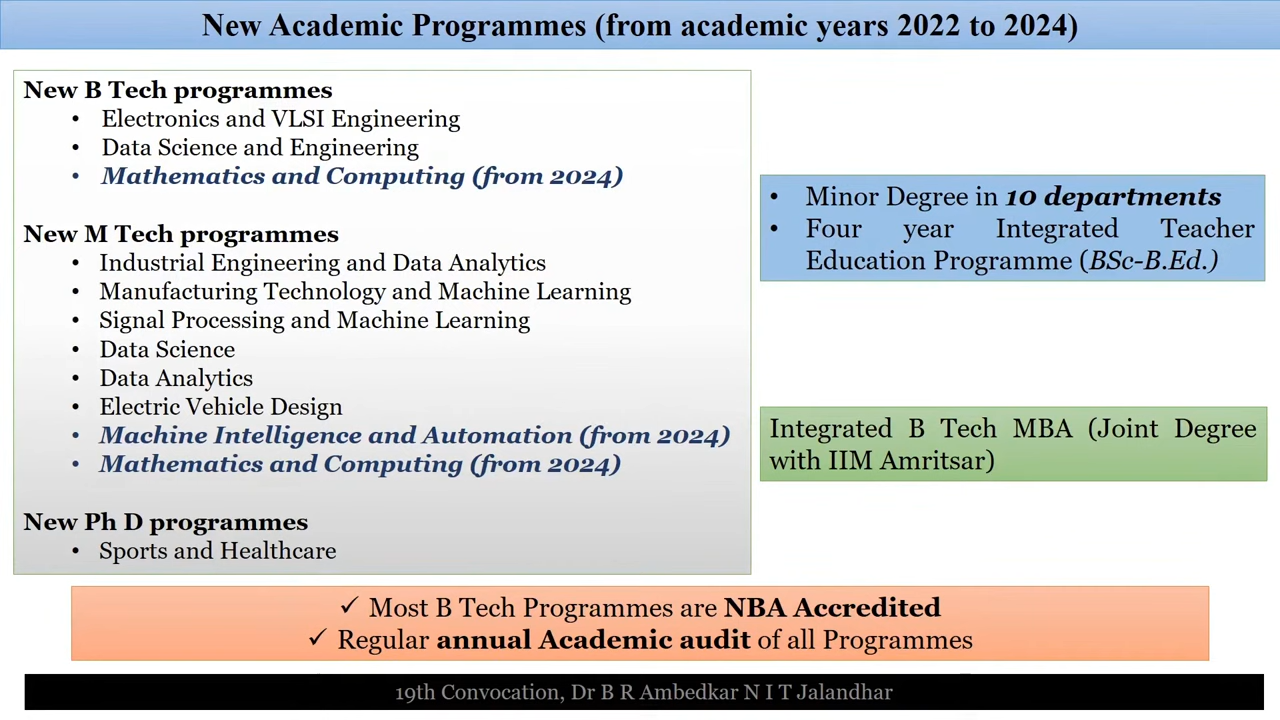 New Academic Programmes (from academic years 2022 to 2024)
New B Tech programmes
• Electronics and VLSI Engineering
• Data Science and Engineering
• Mathematics and Computing (from 2024)
New M Tech programmes
• Industrial Engineering and Data Analytics
• Manufacturing Technology and Machine Learning
• Signal Processing and Machine Learning
• Data Science
• Data Analytics
• Electric Vehicle Design
• Machine Intelligence and Automation (from 2024)
• Mathematics and Computing (from 2024)
New Ph D programmes
• Sports and Healthcare
• Minor Degree in 10 departments
• Four year Integrated Teacher
Education Programme (BSc-B.Ed.)
Integrated B Tech MBA (Joint Degree
with IIM Amritsar)
✓ Most B Tech Programmes are NBA Accredited
✓ Regular annual Academic audit of all Programmes
19th Convocation, Dr B R Ambedkar N I T Jalandhar